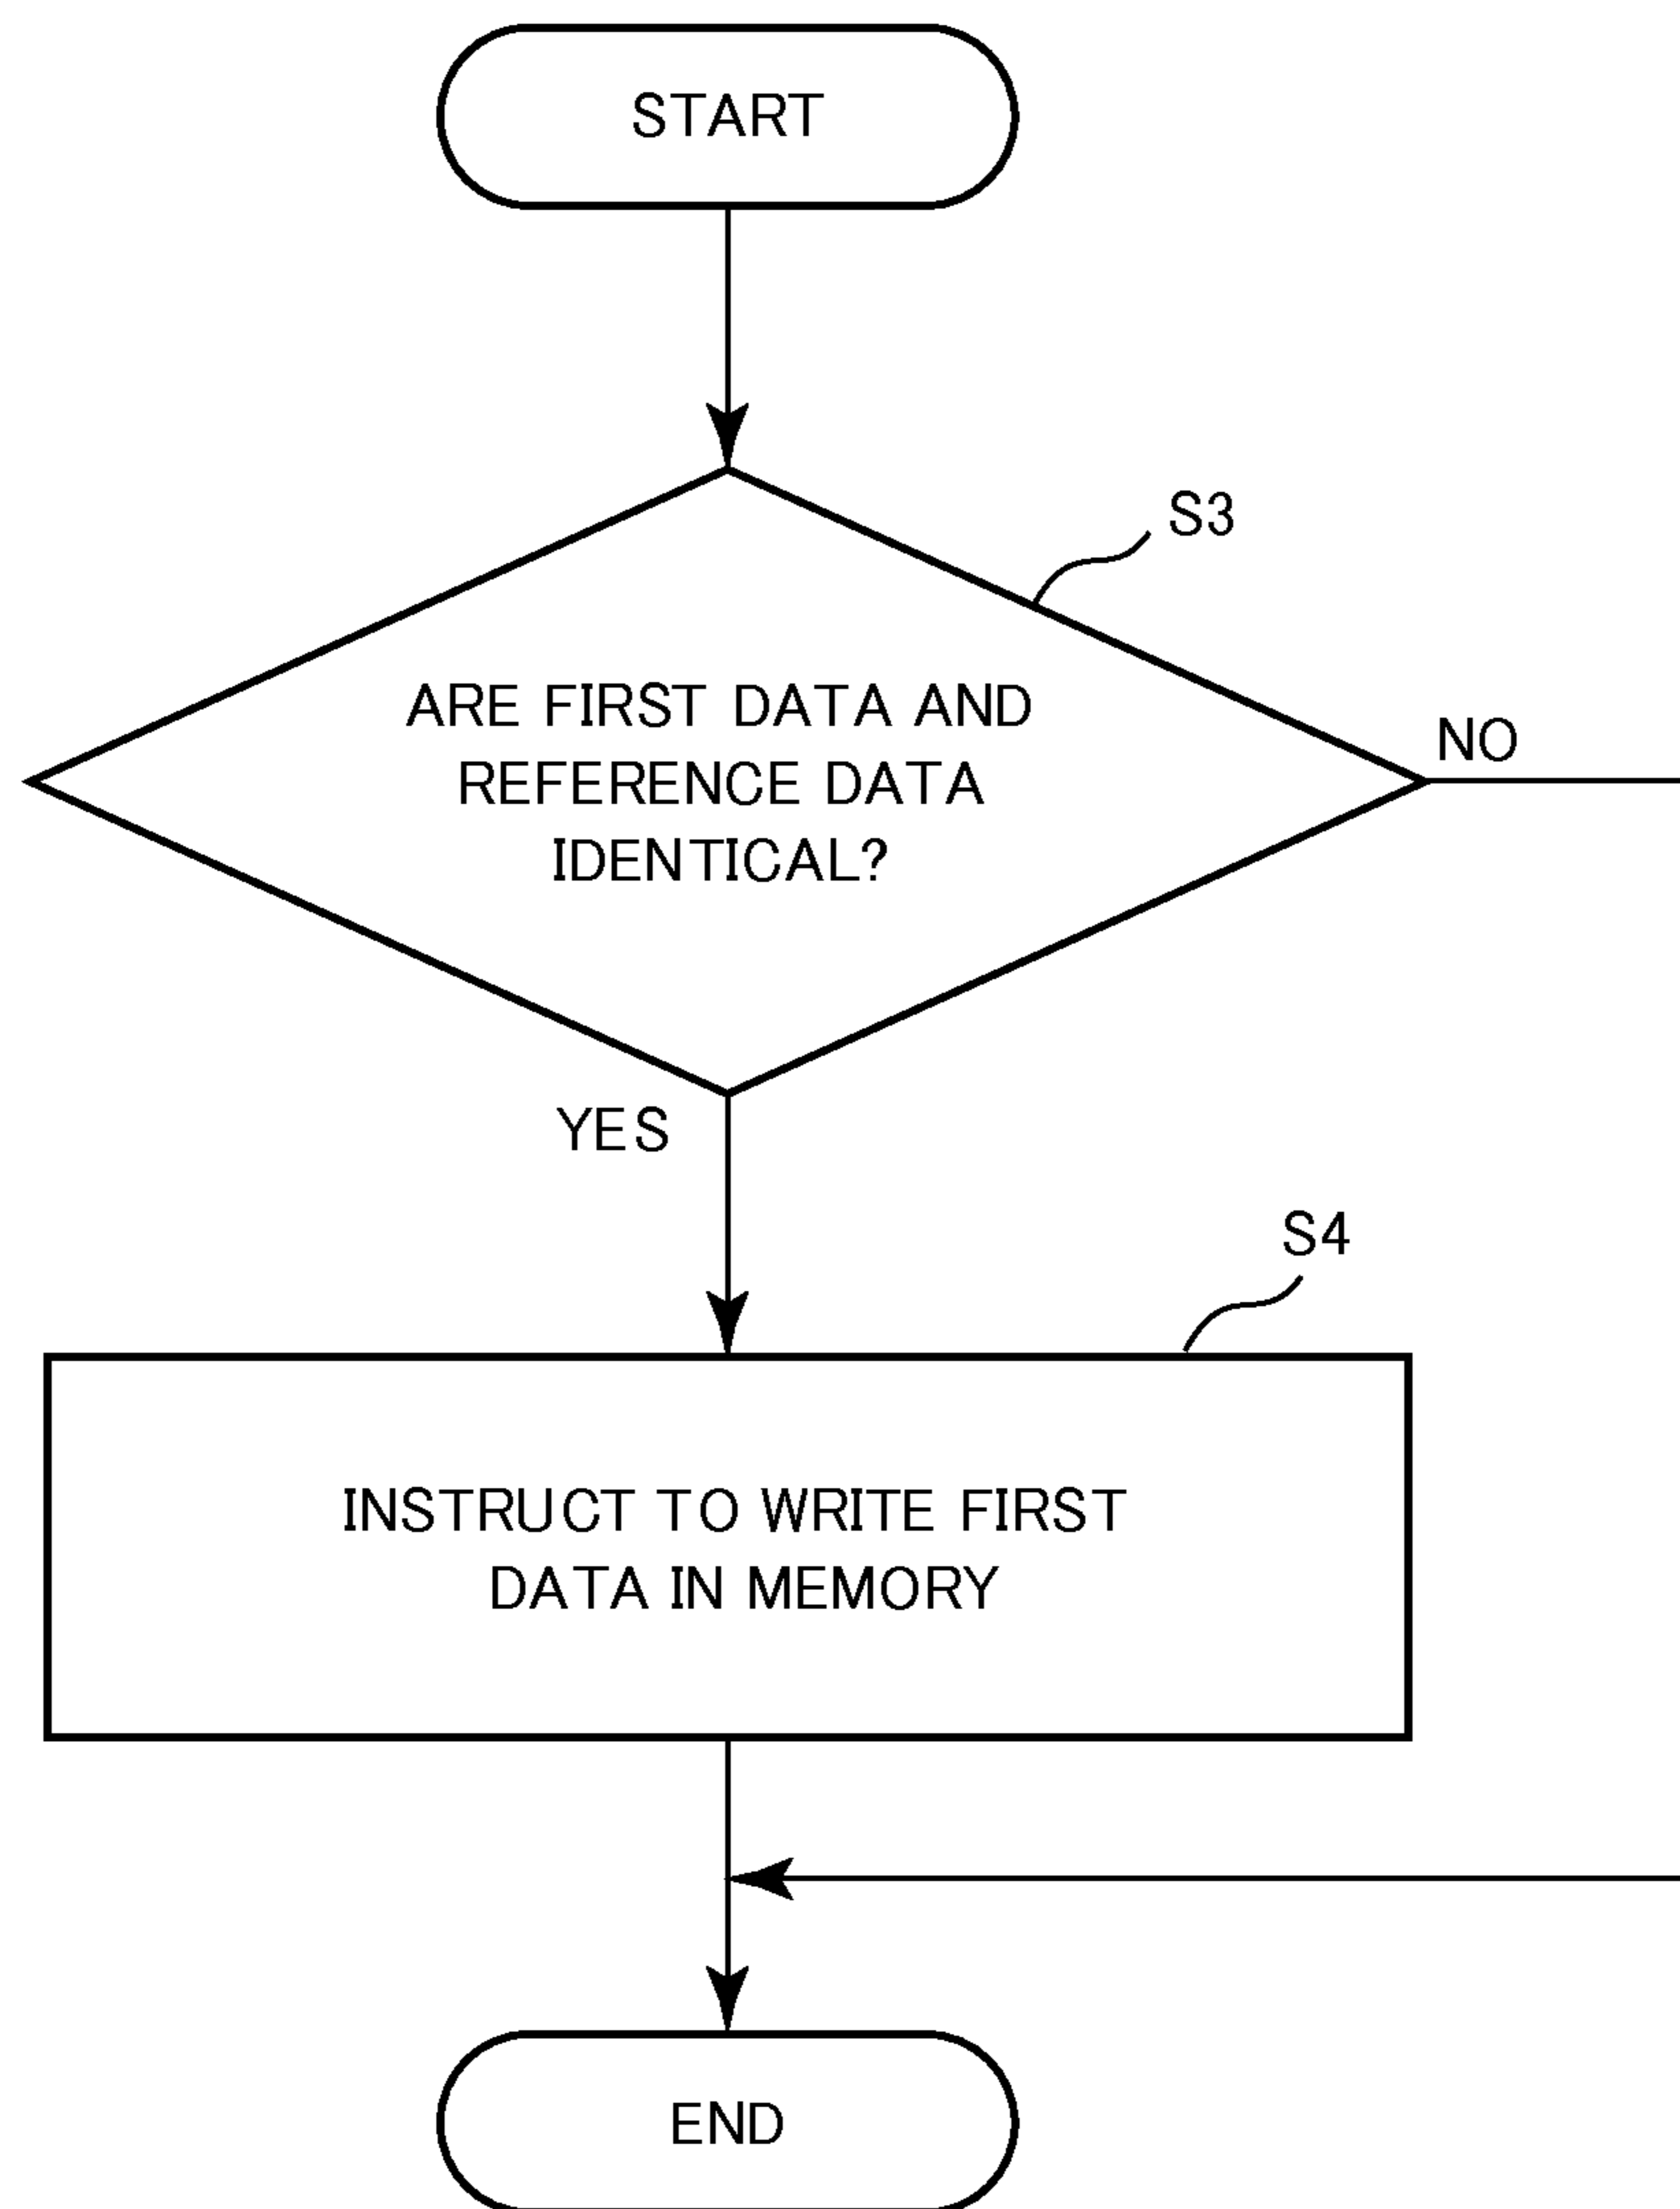 START
S3
ARE FIRST DATA AND
REFERENCE DATA
IDENTICAL?
NO
YES
S4
INSTRUCT TO WRITE FIRST
DATA IN MEMORY
END